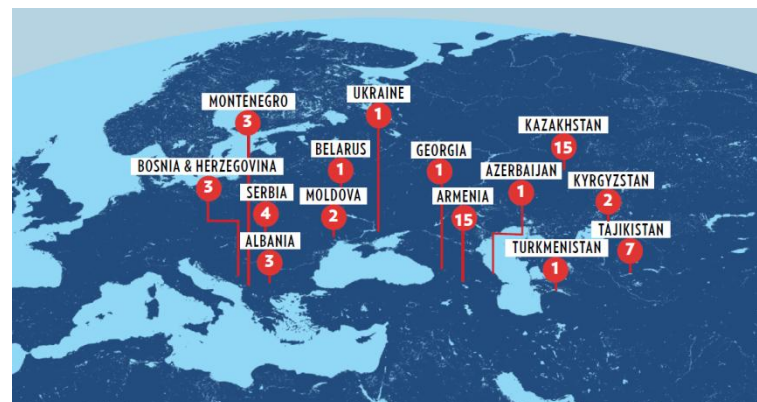 UKRAINE
1
MONTENEGRO
3
KAZAKHSTAN
15
BELARUS
1
GEORGIA
1
BOSNIA & HERZEGOVINA
3
AZERBAIJAN
1
KYRGYZSTAN
2
SERBIA
4
MOLDOVA
2
ARMENIA
15
TAJIKISTAN
7
ALBANIA
3
TURKMENISTAN
1